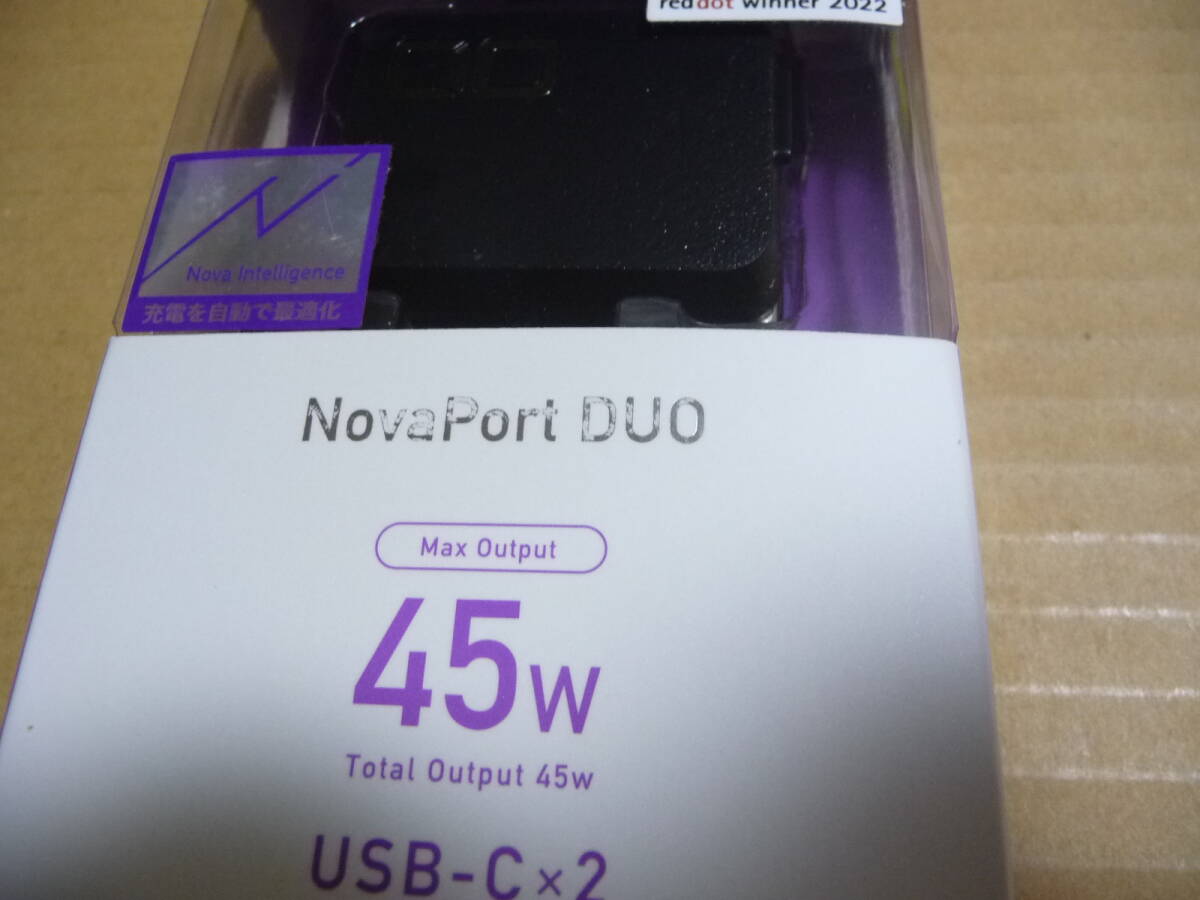 reddot winner 2022
CIO
Nova Intelligence
充電を自動で最適化
NovaPort DUO
Max Output
45w
Total Output 45w
USB-C×2